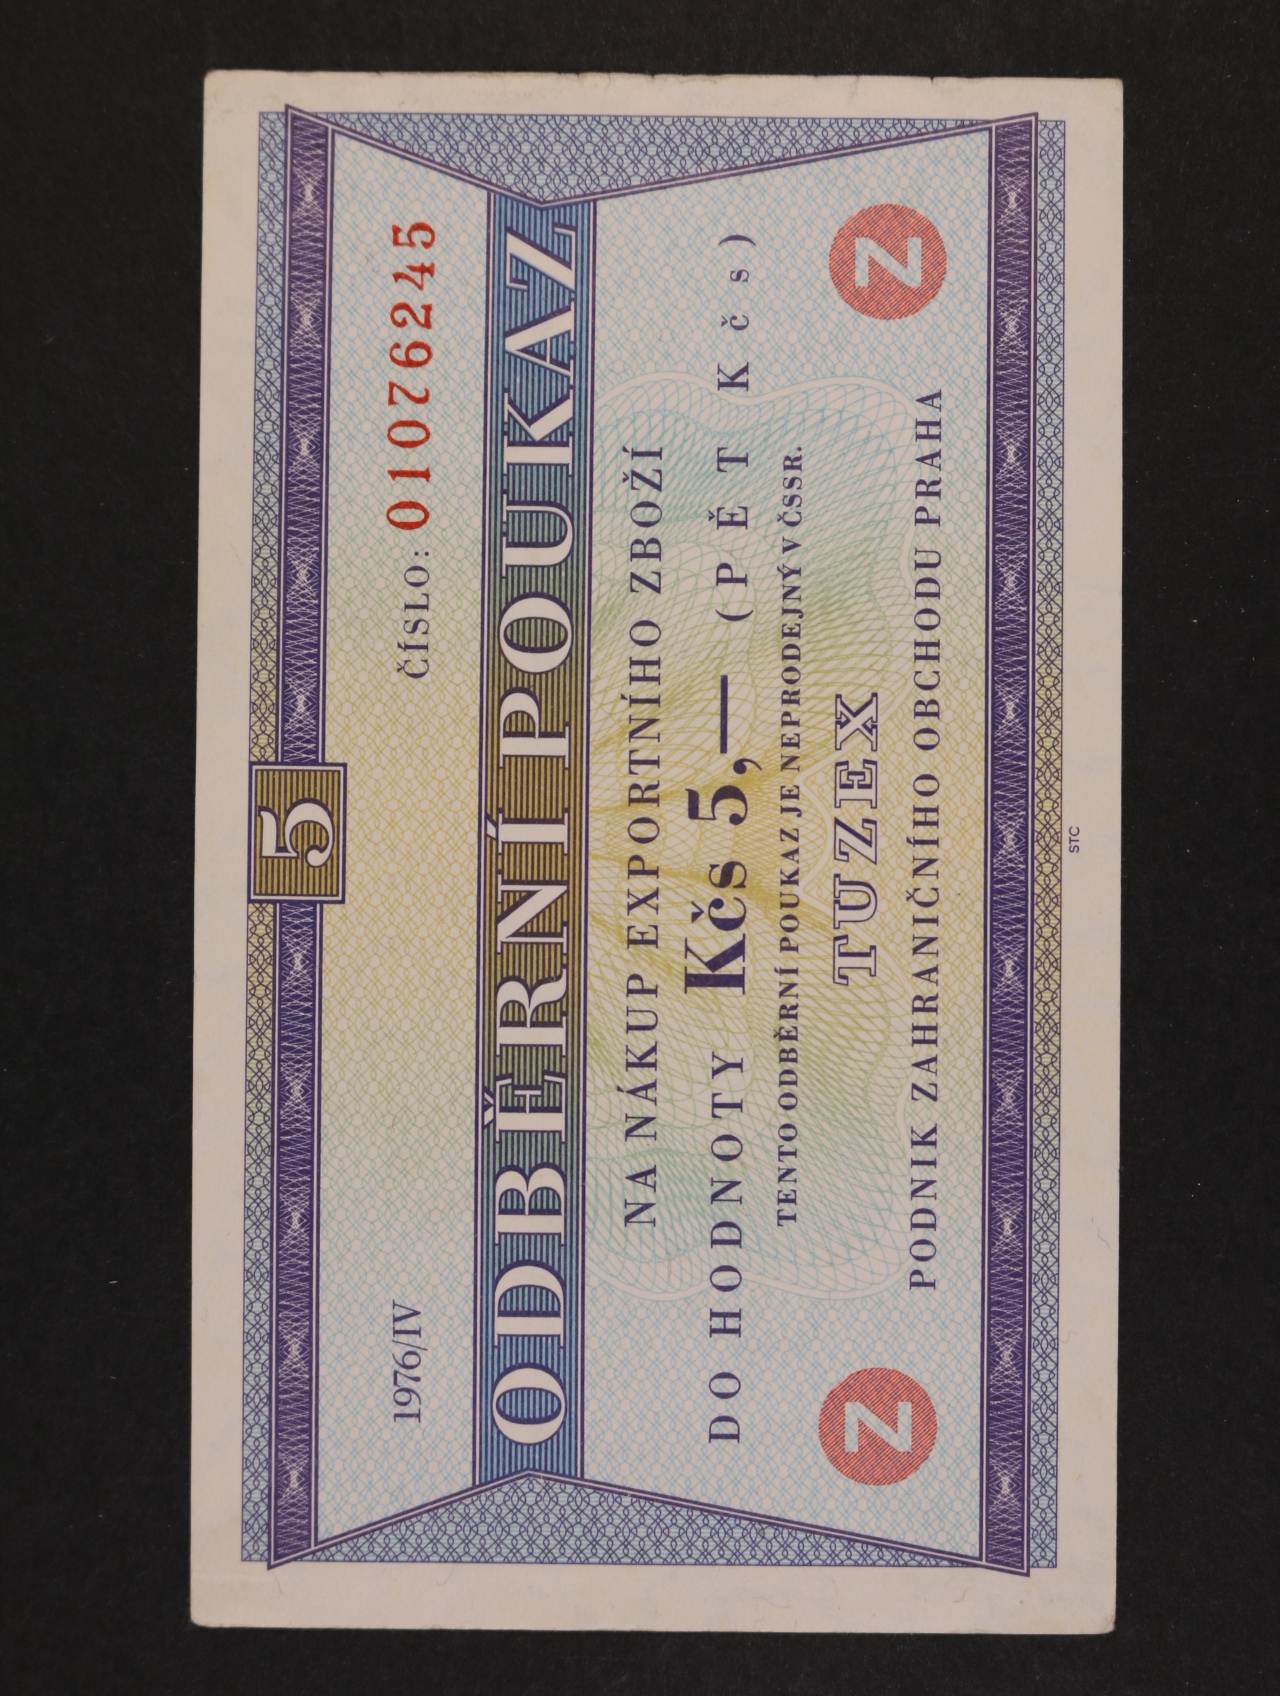 5
1976/IV ČÍSLO: 01076245
ODBĚRNÍ POUKAZ
NA NÁKUP EXPORTNÍHO ZBOŽÍ
DO HODNOTY Kčs 5,— (PĚT Kčs)
TENTO ODBĚRNÍ POUKAZ JE NEPRODEJNÝ V ČSSR.
Z TUZEX Z
PODNIK ZAHRANIČNÍHO OBCHODU PRAHA
STC